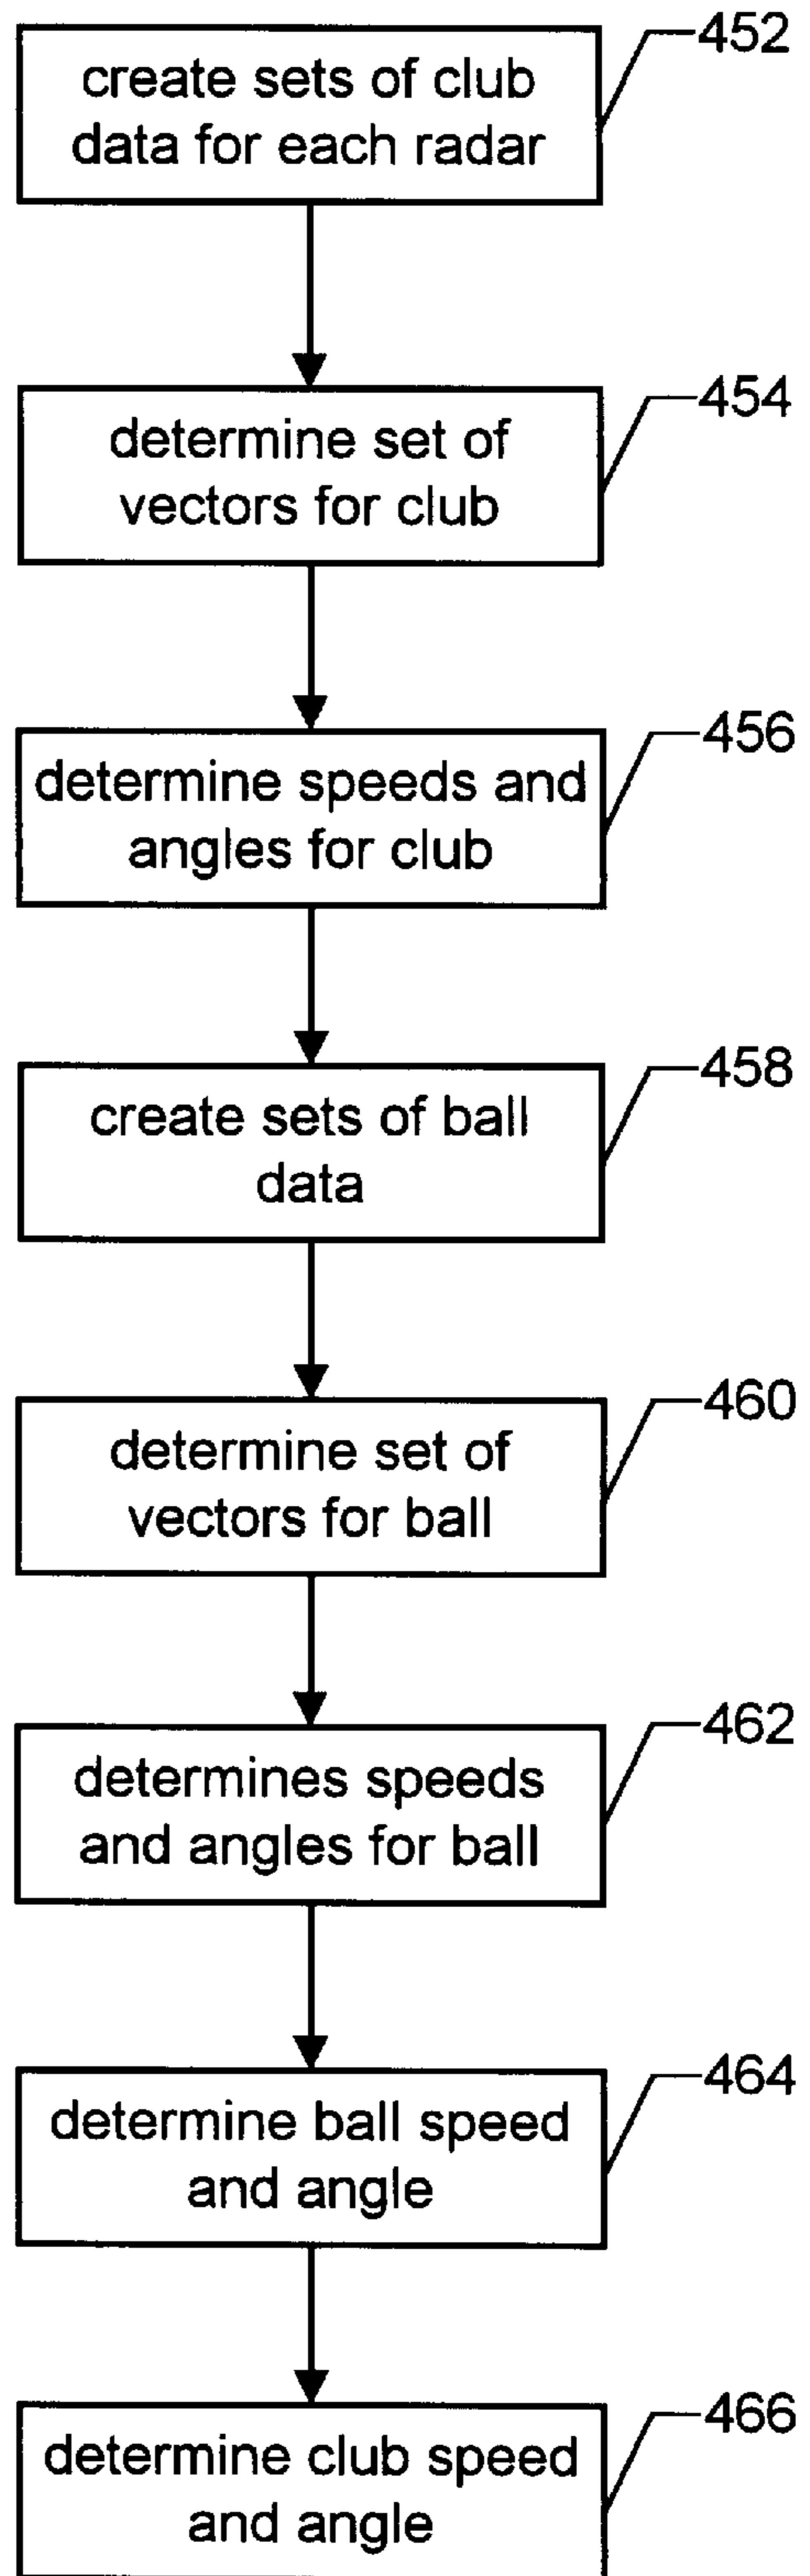 452
create sets of club
data for each radar
454
determine set of
vectors for club
456
determine speeds and
angles for club
458
create sets of ball
data
460
determine set of
vectors for ball
462
determines speeds
and angles for ball
464
determine ball speed
and angle
466
determine club speed
and angle